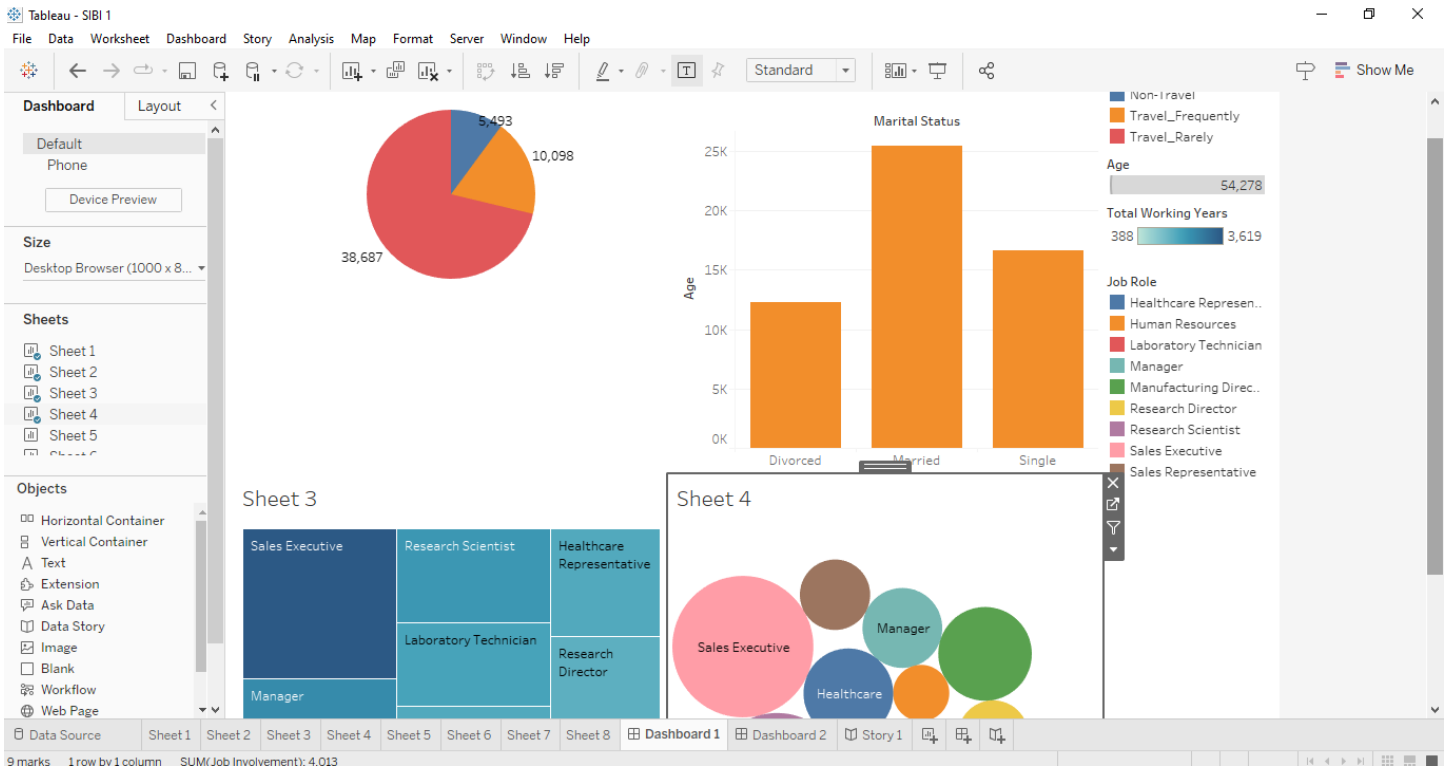 Tableau - SIBI 1
File Data Worksheet Dashboard Story Analysis Map Format Server Window Help
Standard
Show Me
Dashboard
Layout
Default
Phone
Device Preview
Size
Desktop Browser (1000 x 8...
Sheets
Sheet 1
Sheet 2
Sheet 3
Sheet 4
Sheet 5
Objects
Horizontal Container
Vertical Container
Text
Extension
Ask Data
Data Story
Image
Blank
Workflow
Web Page
5,493
10,098
38,687
Marital Status
Age
25K
20K
15K
10K
5K
0K
Divorced
Married
Single
Non-Travel
Travel_Frequently
Travel_Rarely
Age
54,278
Total Working Years
388
3,619
Job Role
Healthcare Represen..
Human Resources
Laboratory Technician
Manager
Manufacturing Direc..
Research Director
Research Scientist
Sales Executive
Sales Representative
Sheet 3
Sales Executive
Research Scientist
Healthcare
Representative
Laboratory Technician
Research
Director
Manager
Sheet 4
Manager
Sales Executive
Healthcare
Data Source
Sheet 1
Sheet 2
Sheet 3
Sheet 4
Sheet 5
Sheet 6
Sheet 7
Sheet 8
Dashboard 1
Dashboard 2
Story 1
9 marks
1 row by 1 column
SUM(Job Involvement): 4,013